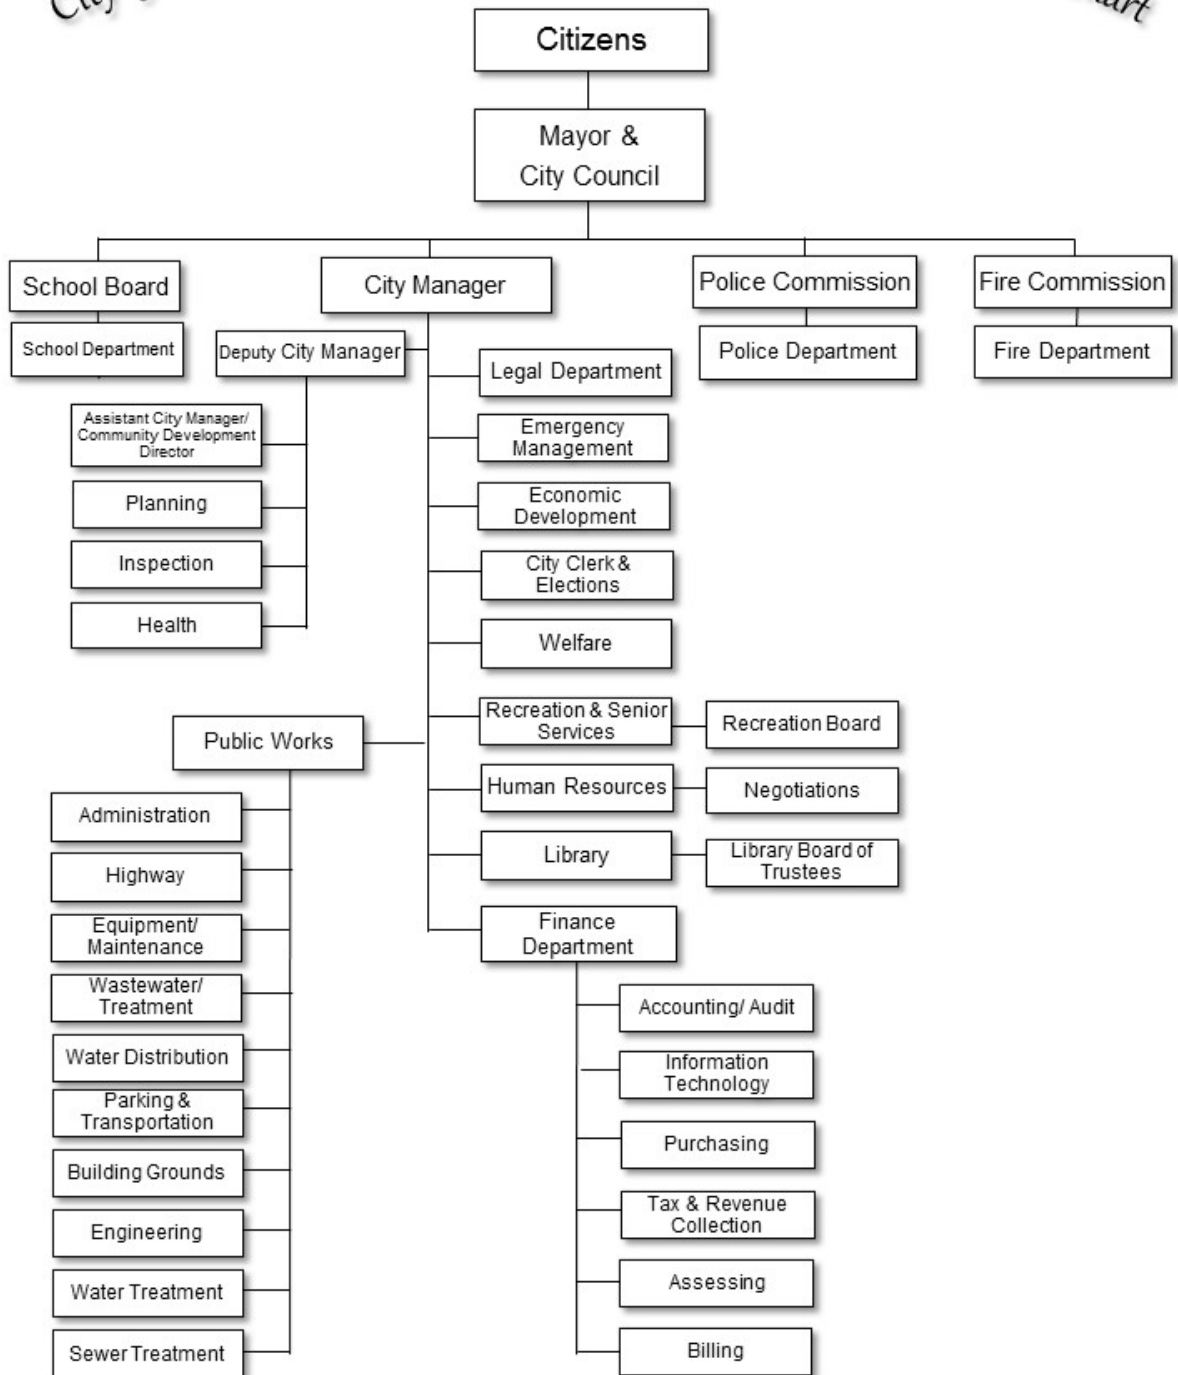 City
Citizens
Mayor &
City Council
School Board
City Manager
Police Commission
Fire Commission
School Department
Deputy City Manager
Police Department
Fire Department
Legal Department
Assistant City Manager/
Community Development
Director
Emergency
Management
Planning
Economic
Development
Inspection
City Clerk &
Elections
Health
Welfare
Recreation & Senior
Services
Recreation Board
Public Works
Human Resources
Negotiations
Administration
Library
Library Board of
Trustees
Highway
Equipment/
Maintenance
Finance
Department
Wastewater/
Treatment
Accounting/ Audit
Water Distribution
Information
Technology
Parking &
Transportation
Purchasing
Building Grounds
Tax & Revenue
Collection
Engineering
Assessing
Water Treatment
Billing
Sewer Treatment